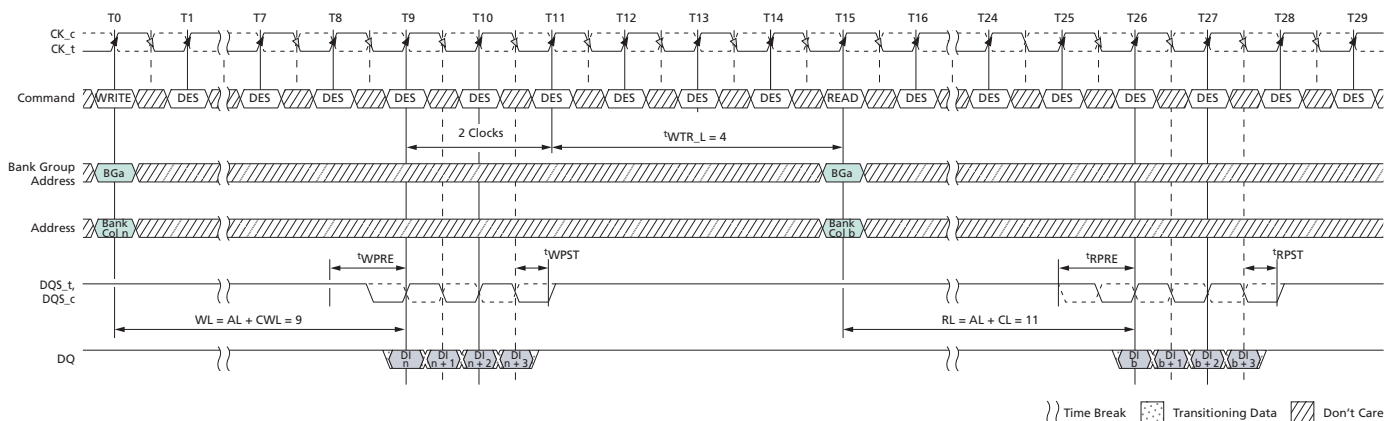 T0 T1 T7 T8 T9 T10 T11 T12 T13 T14 T15 T16 T24 T25 T26 T27 T28 T29
CK_c
CK_t
Command WRITE DES DES DES DES DES DES DES DES DES READ DES DES DES DES DES DES DES
2 Clocks tWTR_L = 4
Bank Group
Address BGa BGa
Address Bank Col n Bank Col b
tWPRE tWPST tRPRE tRPST
DQS_t,
DQS_c
WL = AL + CWL = 9 RL = AL + CL = 11
DQ DI n DI n + 1 DI n + 2 DI n + 3 DI b DI b + 1 DI b + 2 DI b + 3
Time Break Transitioning Data Don't Care